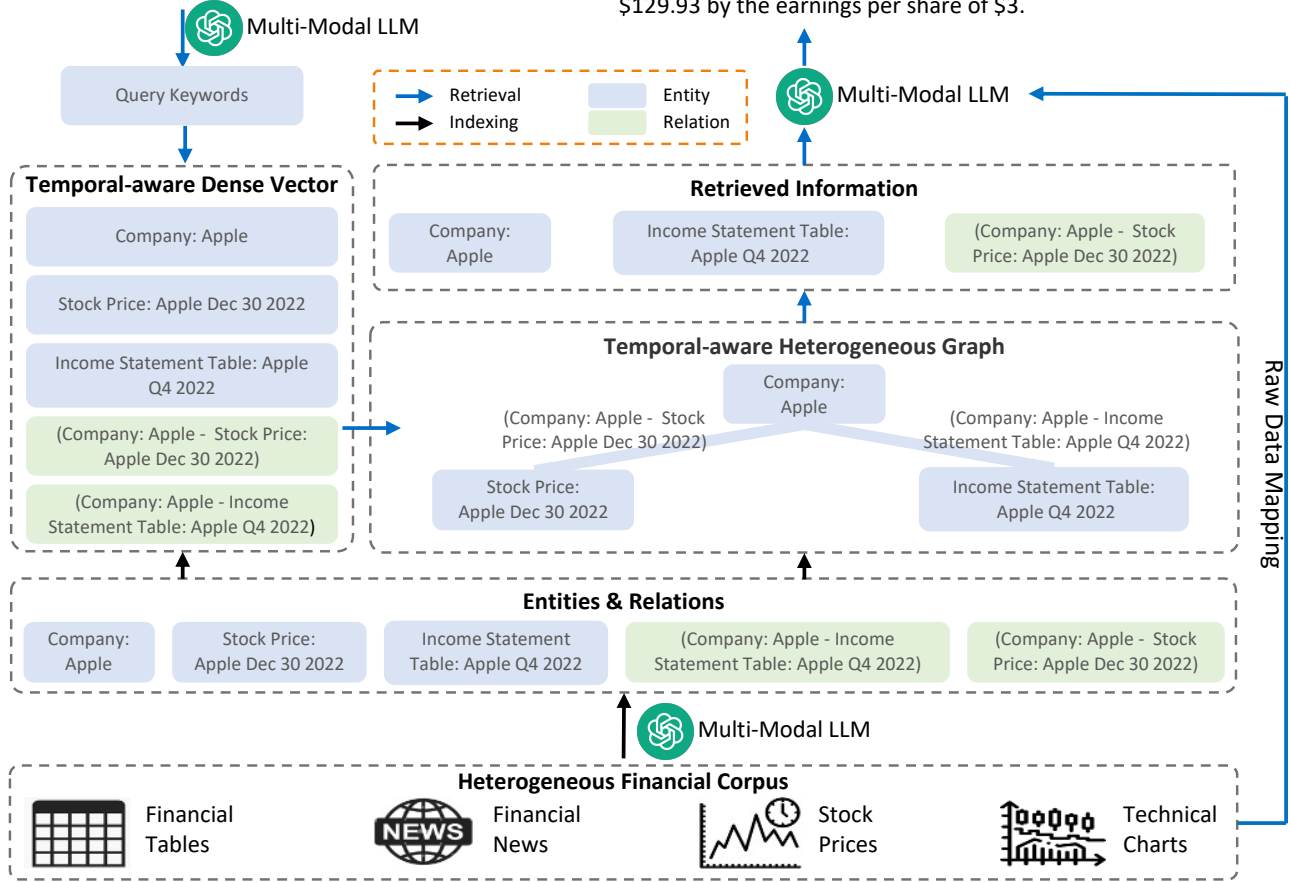 $129.93 by the earnings per share of $3.
Multi-Modal LLM
Query Keywords
Retrieval
Entity
Indexing
Relation
Multi-Modal LLM
Temporal-aware Dense Vector
Company: Apple
Stock Price: Apple Dec 30 2022
Income Statement Table: Apple
Q4 2022
(Company: Apple - Stock Price:
Apple Dec 30 2022)
(Company: Apple - Income
Statement Table: Apple Q4 2022)
Retrieved Information
Company:
Apple
Income Statement Table:
Apple Q4 2022
(Company: Apple - Stock
Price: Apple Dec 30 2022)
Temporal-aware Heterogeneous Graph
Company:
Apple
(Company: Apple - Stock
Price: Apple Dec 30 2022)
(Company: Apple - Income
Statement Table: Apple Q4 2022)
Stock Price:
Apple Dec 30 2022
Income Statement Table:
Apple Q4 2022
Raw Data Mapping
Entities & Relations
Company:
Apple
Stock Price:
Apple Dec 30 2022
Income Statement
Table: Apple Q4 2022
(Company: Apple - Income
Statement Table: Apple Q4 2022)
(Company: Apple - Stock
Price: Apple Dec 30 2022)
Multi-Modal LLM
Heterogeneous Financial Corpus
Financial
Tables
NEWS
Financial
News
Stock
Prices
Technical
Charts